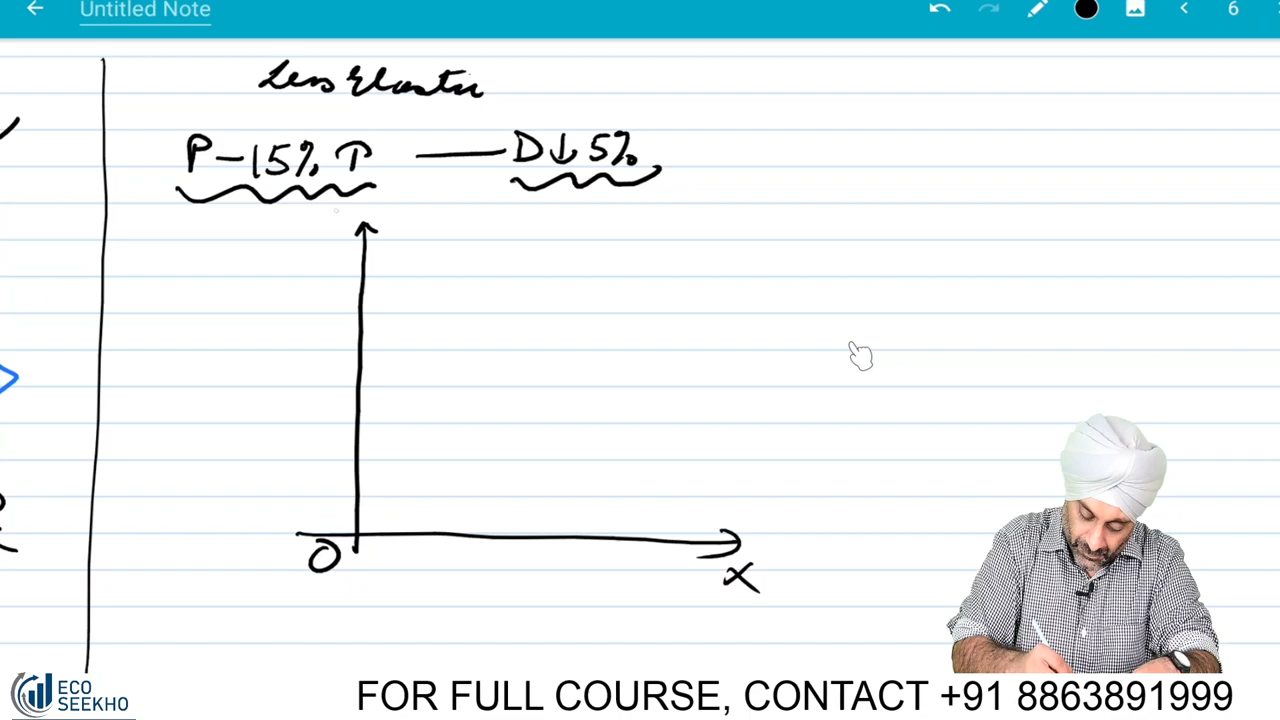 Untitled Note
6
Less Elastic
P-15% ↑ — D↓ 5%
O
X
ECO
SEEKHO
FOR FULL COURSE, CONTACT +91 8863891999